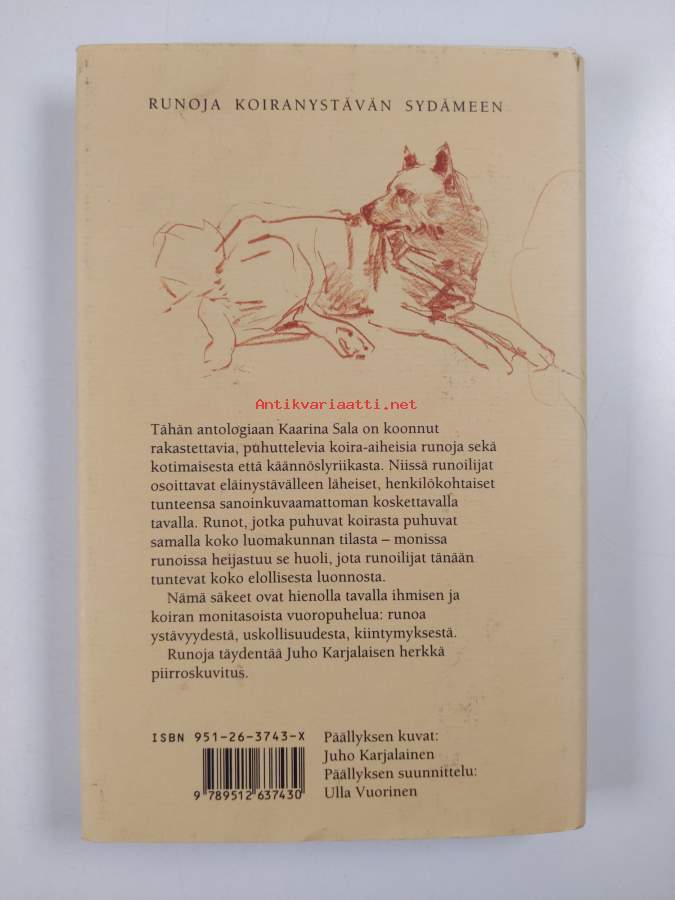 RUNOJA KOIRANYSTÄVÄN SYDÄMEEN
Antikvariaatti.net
Tähän antologiaan Kaarina Sala on koonnut
rakastettavia, puhuttelevia koira-aiheisia runoja sekä
kotimaisesta että käännöslyriikasta. Niissä runoilijat
osoittavat eläinystävälleen läheiset, henkilökohtaiset
tunteensa sanoinkuvaamattoman koskettavalla
tavalla. Runot, jotka puhuvat koirasta puhuvat
samalla koko luomakunnan tilasta – monissa
runoissa heijastuu se huoli, jota runoilijat tänään
tuntevat koko elollisesta luonnosta.
Nämä säkeet ovat hienolla tavalla ihmisen ja
koiran monitasoista vuoropuhelua: runoa
ystävyydestä, uskollisuudesta, kiintymyksestä.
Runoja täydentää Juho Karjalaisen herkkä
piirroskuvitus.
ISBN 951-26-3743-X
9 789512 637430
Päällyksen kuvat:
Juho Karjalainen
Päällyksen suunnittelu:
Ulla Vuorinen